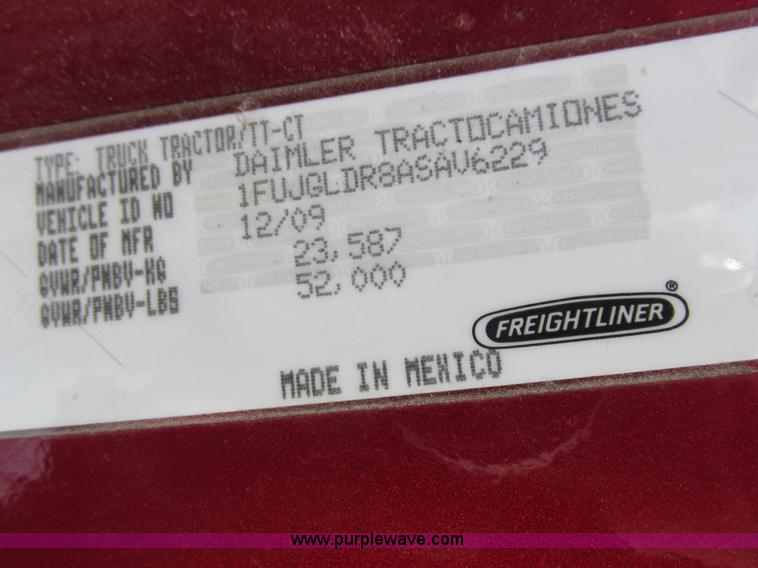 TYPE: TRUCK TRACTOR/TT-CT
MANUFACTURED BY DAIMLER TRACTOCAMIONES
VEHICLE ID NO 1FUJGLDR8ASAV6229
DATE OF MFR 12/09
GVWR/PNBV-KG 23,587
GVWR/PNBV-LBS 52,000
FREIGHTLINER®
MADE IN MEXICO
www.purplewave.com